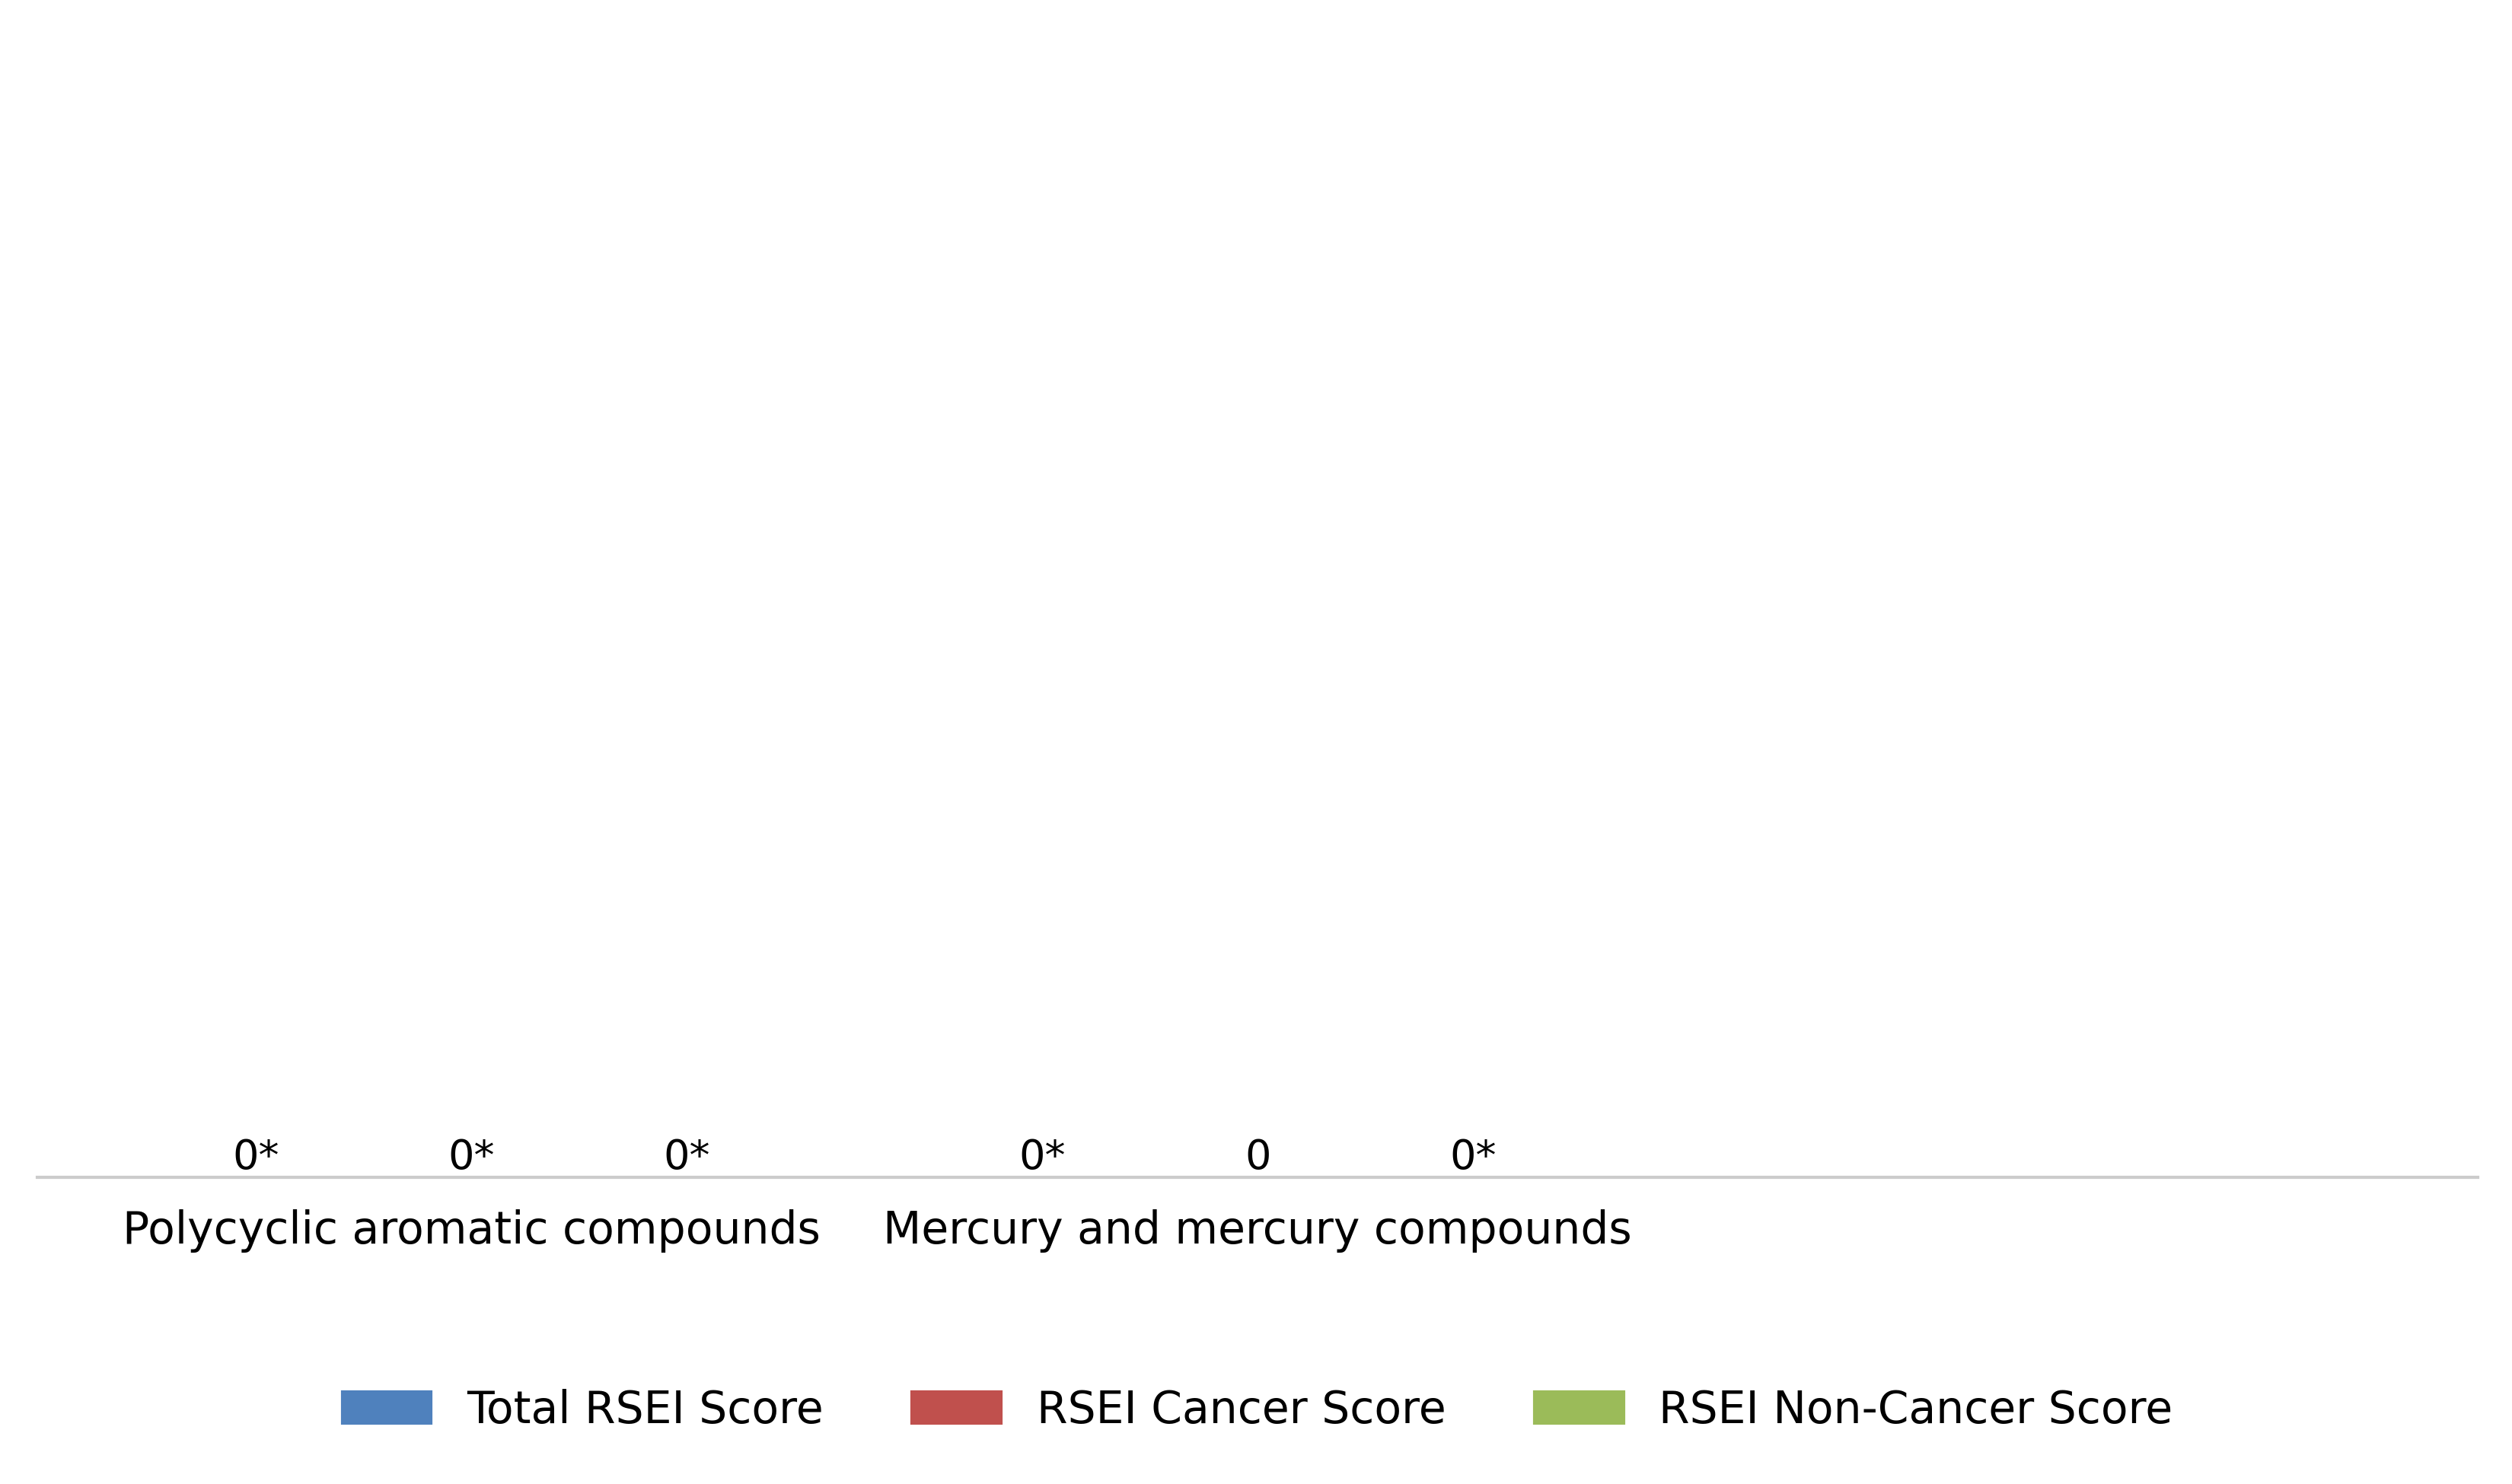 0* 0* 0* 0* 0 0*
Polycyclic aromatic compounds Mercury and mercury compounds
Total RSEI Score RSEI Cancer Score RSEI Non-Cancer Score